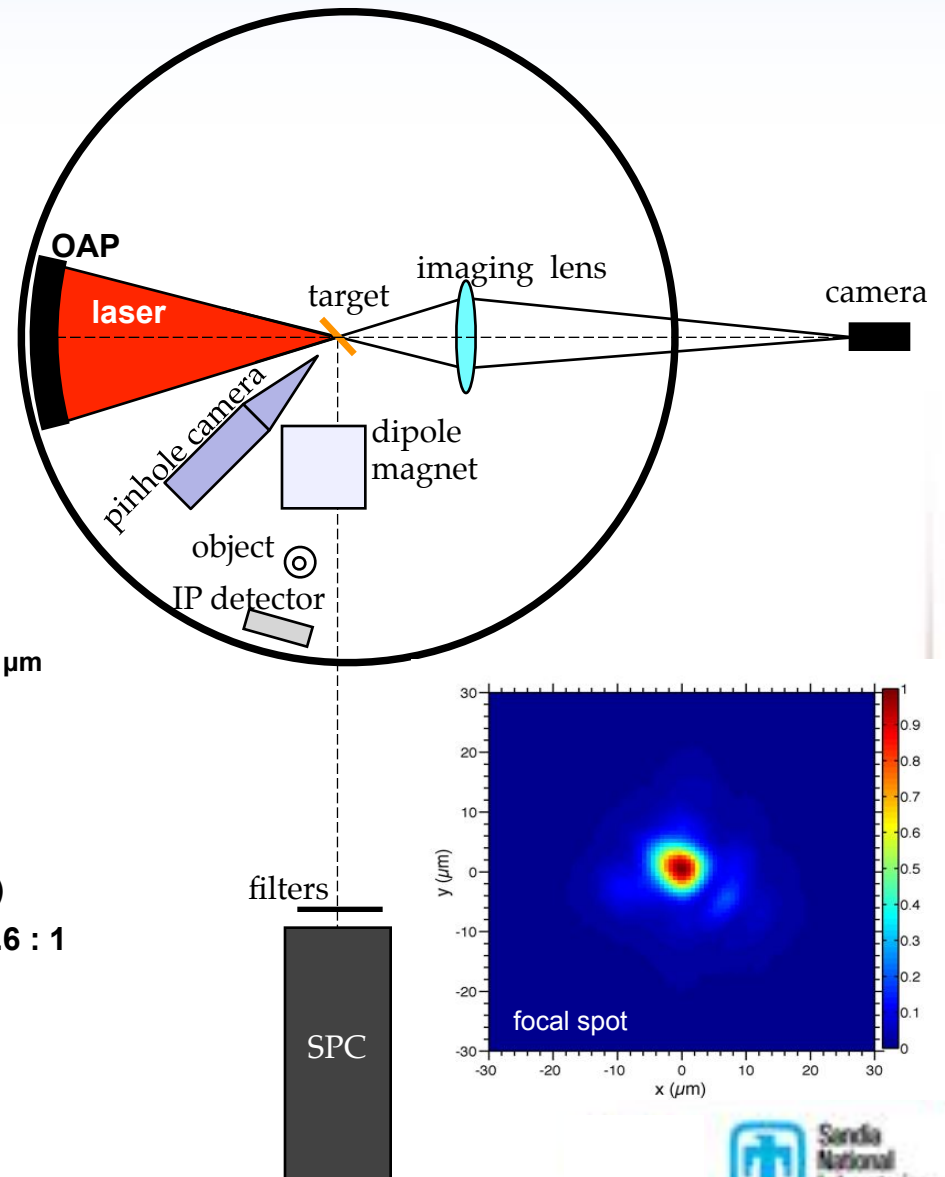 OAP
laser
target
imaging lens
camera
pinhole camera
dipole
magnet
object
IP detector
µm
)
6 : 1
filters
SPC
30
20
10
0
-10
-20
-30
y (µm)
focal spot
-30
-20
-10
0
10
20
30
x (µm)
1
0.9
0.8
0.7
0.6
0.5
0.4
0.3
0.2
0.1
0
Sandia
National